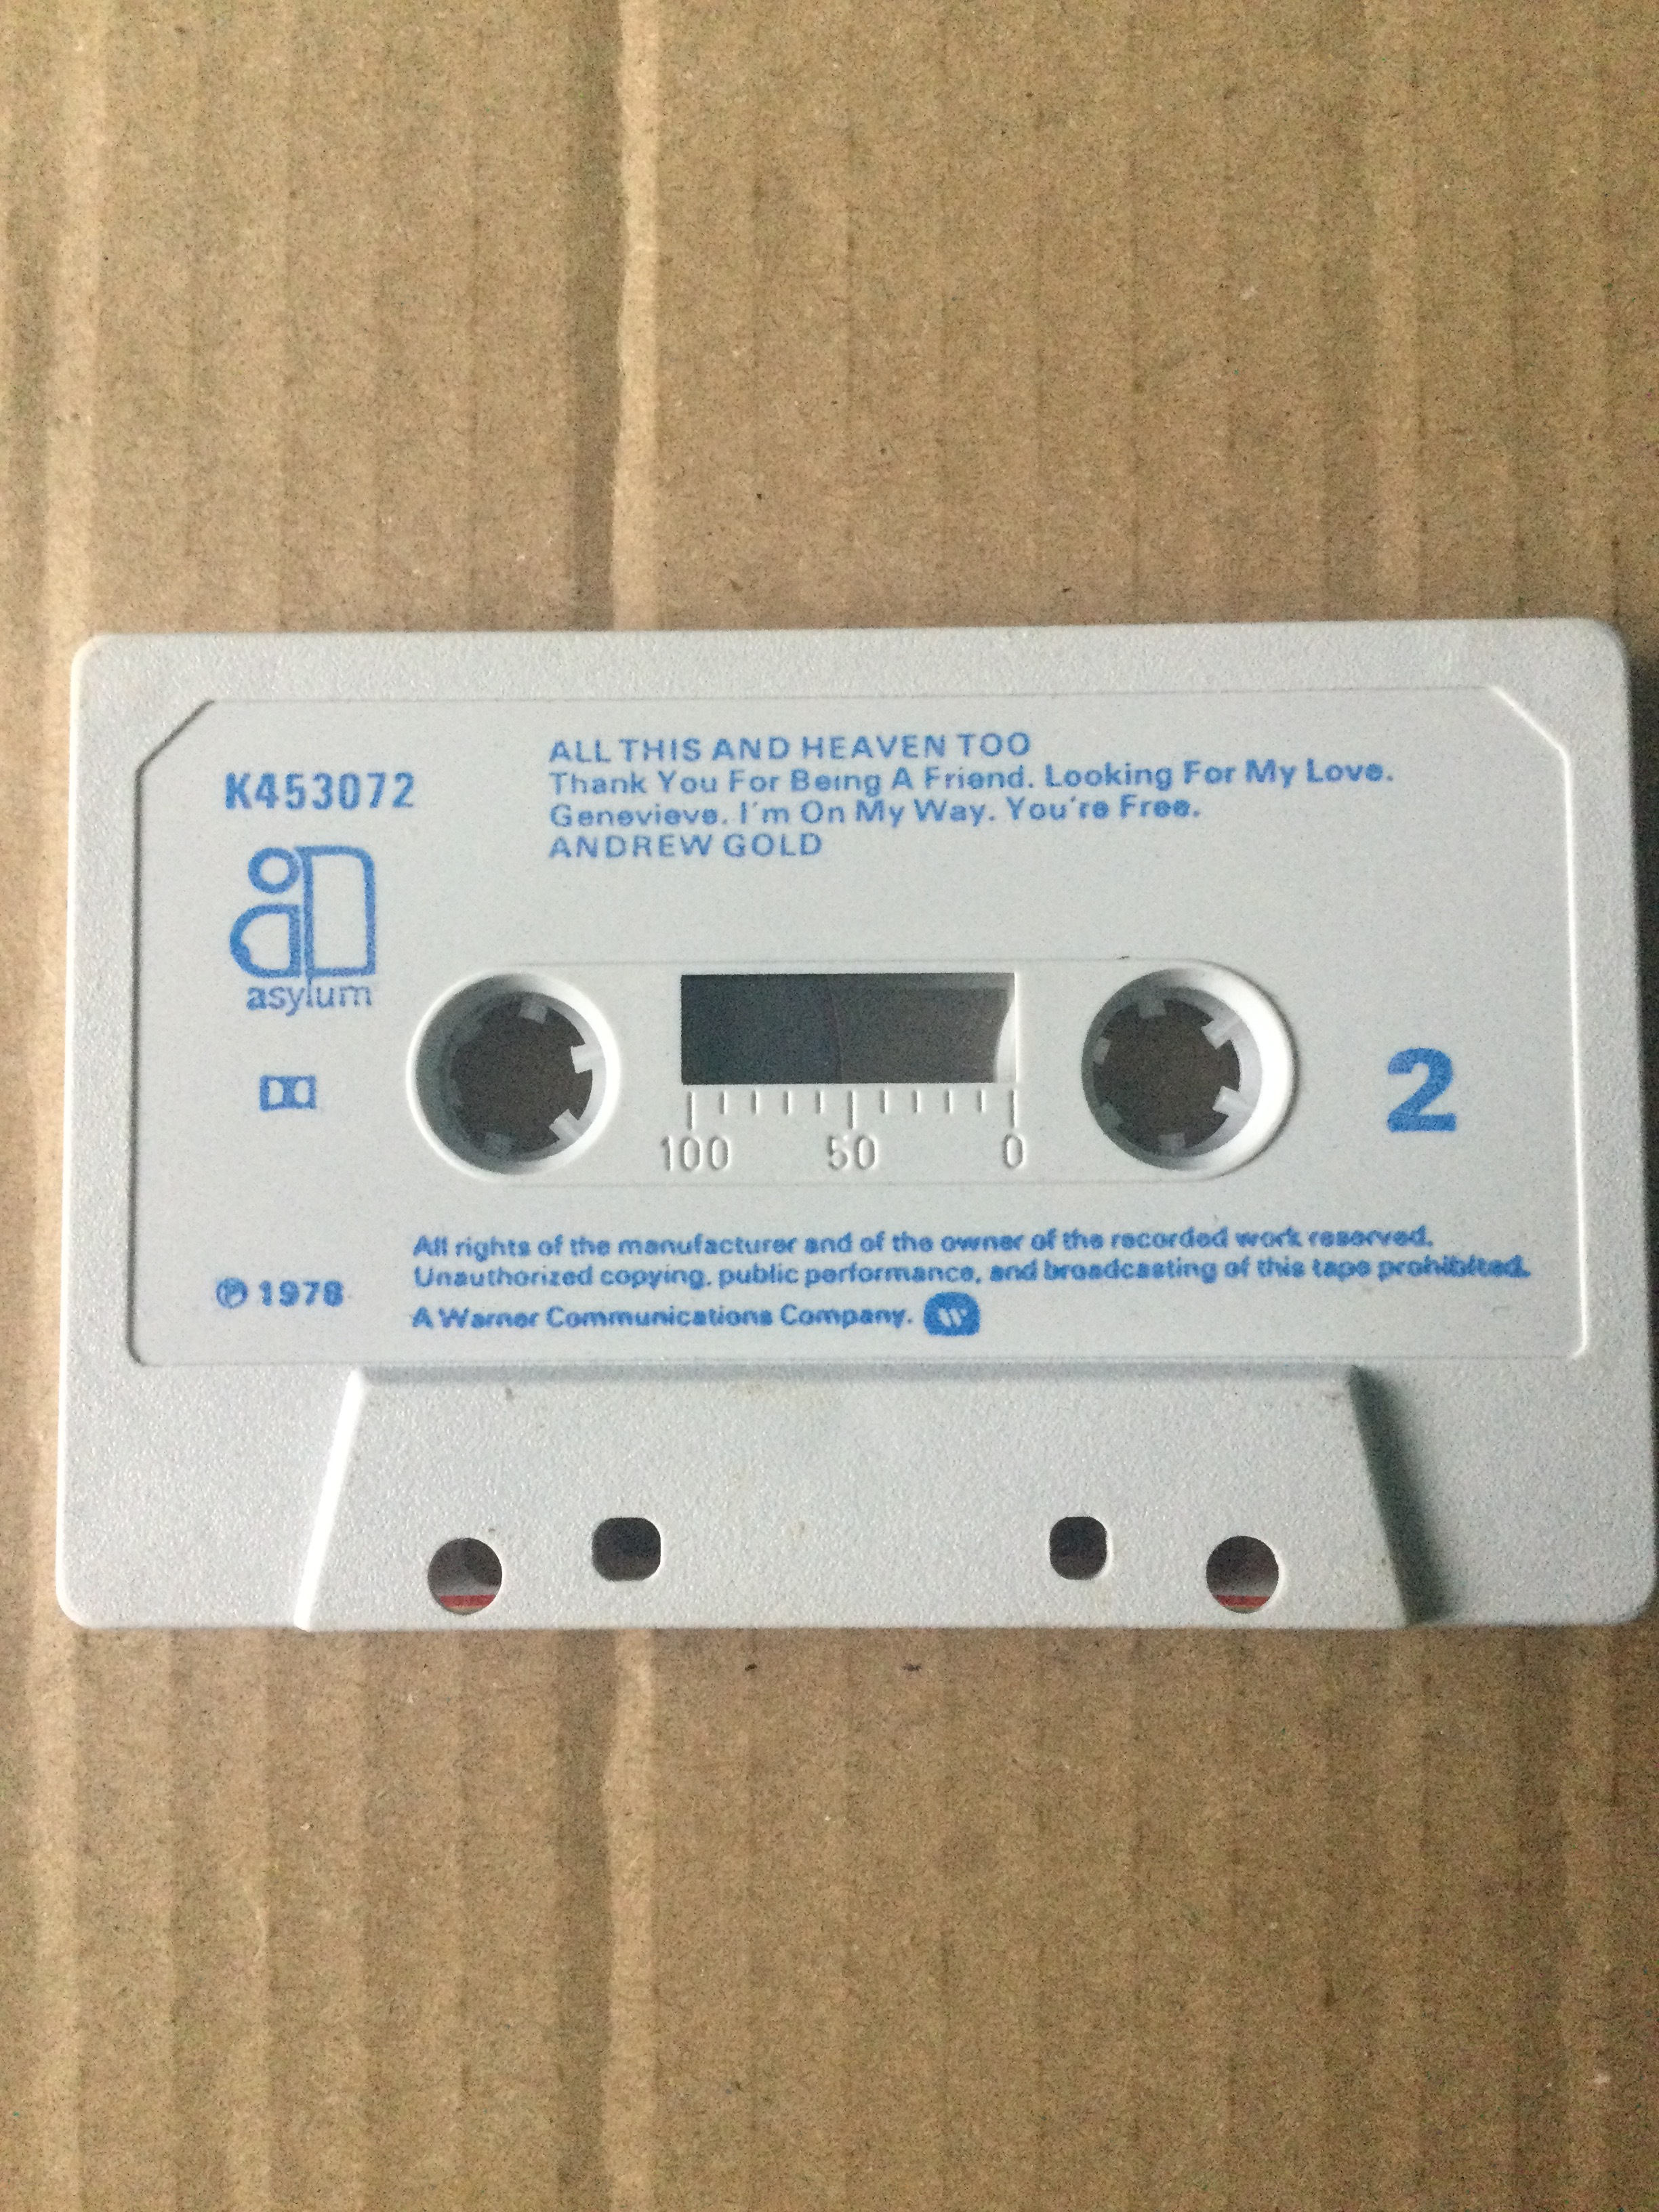 K453072
ALL THIS AND HEAVEN TOO
Thank You For Being A Friend. Looking For My Love.
Genevieve. I'm On My Way. You're Free.
ANDREW GOLD
asylum
2
100 50 0
All rights of the manufacturer and of the owner of the recorded work reserved.
Unauthorized copying, public performance, and broadcasting of this tape prohibited.
℗ 1978
A Warner Communications Company.